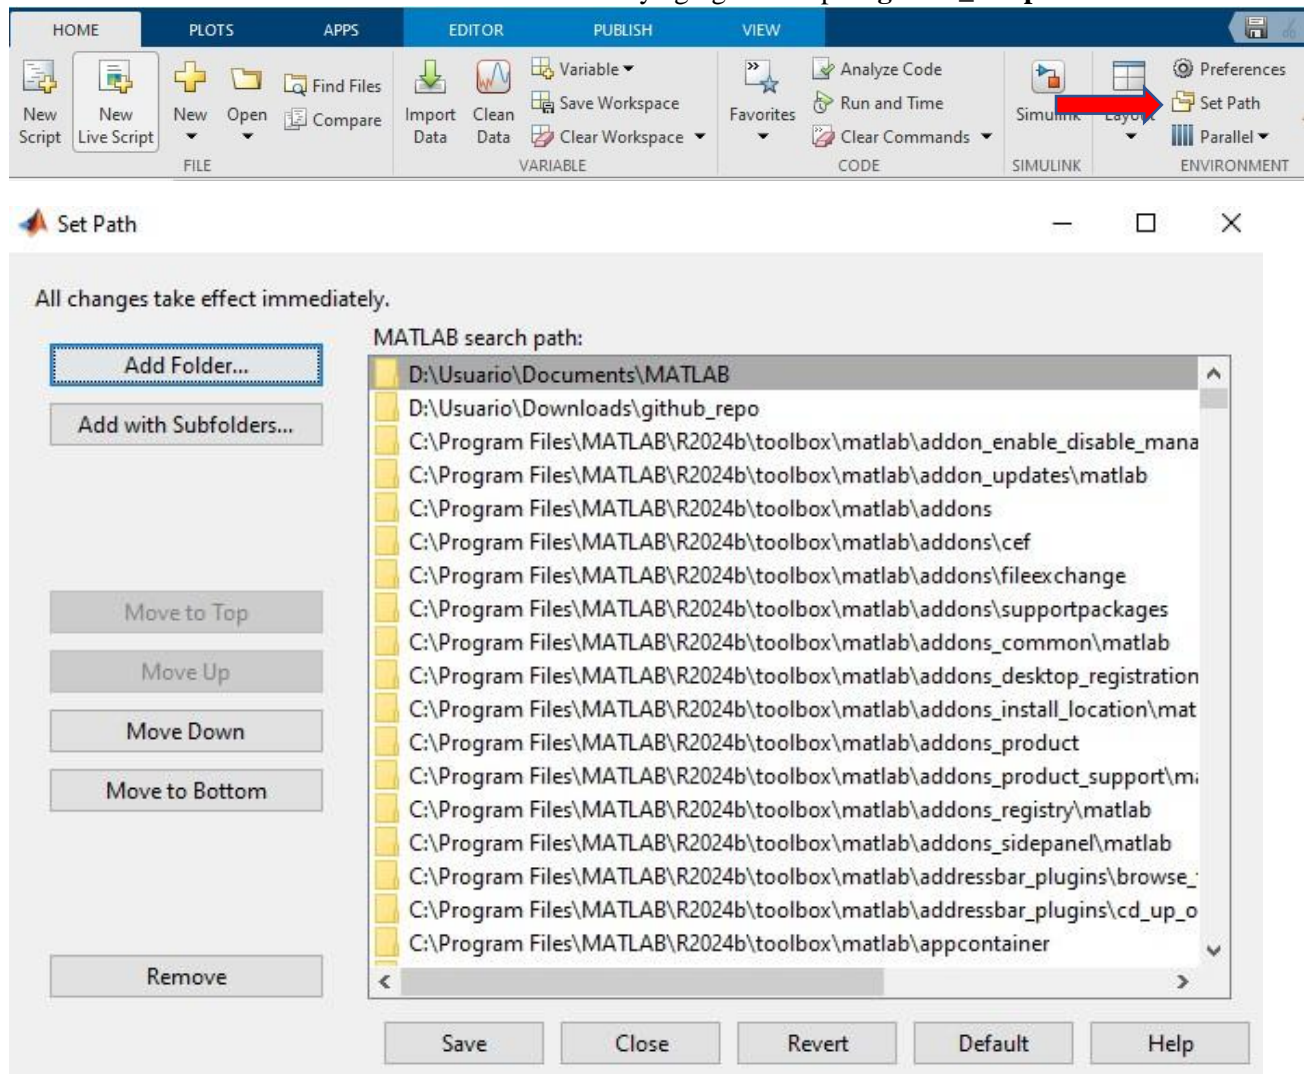 HOME PLOTS APPS EDITOR PUBLISH VIEW
New Script
New Live Script
New
Open
Find Files
Compare
FILE
Import Data
Clean Data
Variable
Save Workspace
Clear Workspace
VARIABLE
Favorites
Analyze Code
Run and Time
Clear Commands
CODE
Simulink
SIMULINK
Layout
Preferences
Set Path
Parallel
ENVIRONMENT
Set Path
All changes take effect immediately.
Add Folder...
Add with Subfolders...
Move to Top
Move Up
Move Down
Move to Bottom
Remove
MATLAB search path:
D:\Usuario\Documents\MATLAB
D:\Usuario\Downloads\github_repo
C:\Program Files\MATLAB\R2024b\toolbox\matlab\addon_enable_disable_mana
C:\Program Files\MATLAB\R2024b\toolbox\matlab\addon_updates\matlab
C:\Program Files\MATLAB\R2024b\toolbox\matlab\addons
C:\Program Files\MATLAB\R2024b\toolbox\matlab\addons\cef
C:\Program Files\MATLAB\R2024b\toolbox\matlab\addons\fileexchange
C:\Program Files\MATLAB\R2024b\toolbox\matlab\addons\supportpackages
C:\Program Files\MATLAB\R2024b\toolbox\matlab\addons_common\matlab
C:\Program Files\MATLAB\R2024b\toolbox\matlab\addons_desktop_registration
C:\Program Files\MATLAB\R2024b\toolbox\matlab\addons_install_location\mat
C:\Program Files\MATLAB\R2024b\toolbox\matlab\addons_product
C:\Program Files\MATLAB\R2024b\toolbox\matlab\addons_product_support\ma
C:\Program Files\MATLAB\R2024b\toolbox\matlab\addons_registry\matlab
C:\Program Files\MATLAB\R2024b\toolbox\matlab\addons_sidepanel\matlab
C:\Program Files\MATLAB\R2024b\toolbox\matlab\addressbar_plugins\browse_
C:\Program Files\MATLAB\R2024b\toolbox\matlab\addressbar_plugins\cd_up_o
C:\Program Files\MATLAB\R2024b\toolbox\matlab\appcontainer
Save Close Revert Default Help